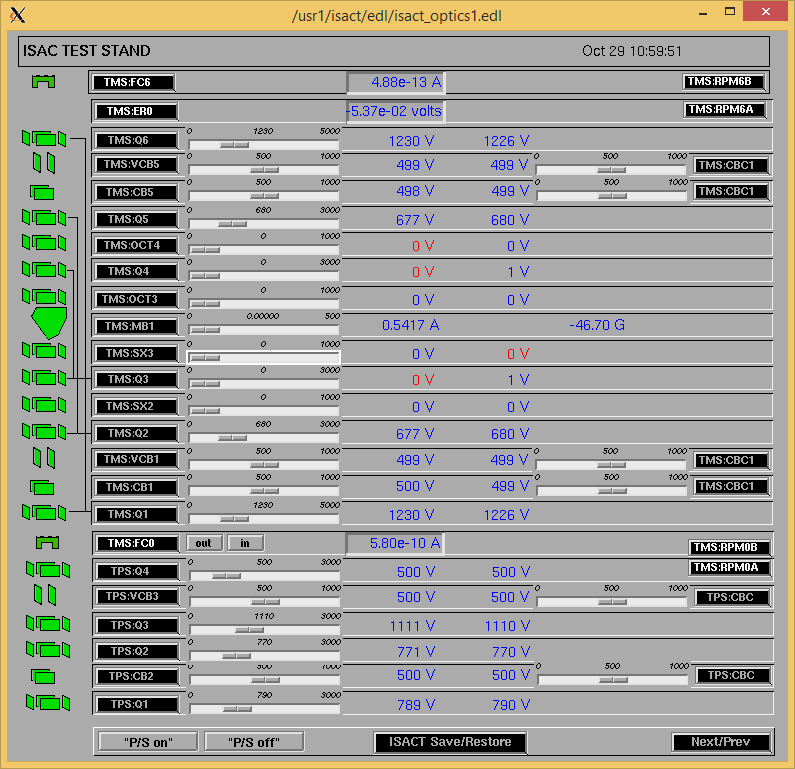 /usr1/isact/edl/isact_optics1.edl
ISAC TEST STAND Oct 29 10:59:51
TMS:FC6 4.88e-13 A TMS:RPM6B
TMS:ER0 -5.37e-02 volts TMS:RPM6A
TMS:Q6 0 1230 5000 1230 V 1226 V
TMS:VCB5 0 500 1000 499 V 499 V 0 500 1000 TMS:CBC1
TMS:CB5 0 500 1000 498 V 499 V 0 500 1000 TMS:CBC1
TMS:Q5 0 680 3000 677 V 680 V
TMS:OCT4 0 0 1000 0 V 0 V
TMS:Q4 0 0 3000 0 V 1 V
TMS:OCT3 0 0 1000 0 V 0 V
TMS:MB1 0 0.00000 500 0.5417 A -46.70 G
TMS:SX3 0 0 1000 0 V 0 V
TMS:Q3 0 0 3000 0 V 1 V
TMS:SX2 0 0 1000 0 V 0 V
TMS:Q2 0 680 3000 677 V 680 V
TMS:VCB1 0 500 1000 499 V 499 V 0 500 1000 TMS:CBC1
TMS:CB1 0 500 1000 500 V 499 V 0 500 1000 TMS:CBC1
TMS:Q1 0 1230 5000 1230 V 1226 V
TMS:FC0 out in 5.80e-10 A TMS:RPM0B
TPS:Q4 0 500 3000 500 V 500 V TMS:RPM0A
TPS:VCB3 0 500 1000 500 V 500 V 0 500 1000 TPS:CBC
TPS:Q3 0 1110 3000 1111 V 1110 V
TPS:Q2 0 770 3000 771 V 770 V
TPS:CB2 0 500 1000 500 V 500 V 0 500 1000 TPS:CBC
TPS:Q1 0 790 3000 789 V 790 V
"P/S on" "P/S off" ISACT Save/Restore Next/Prev